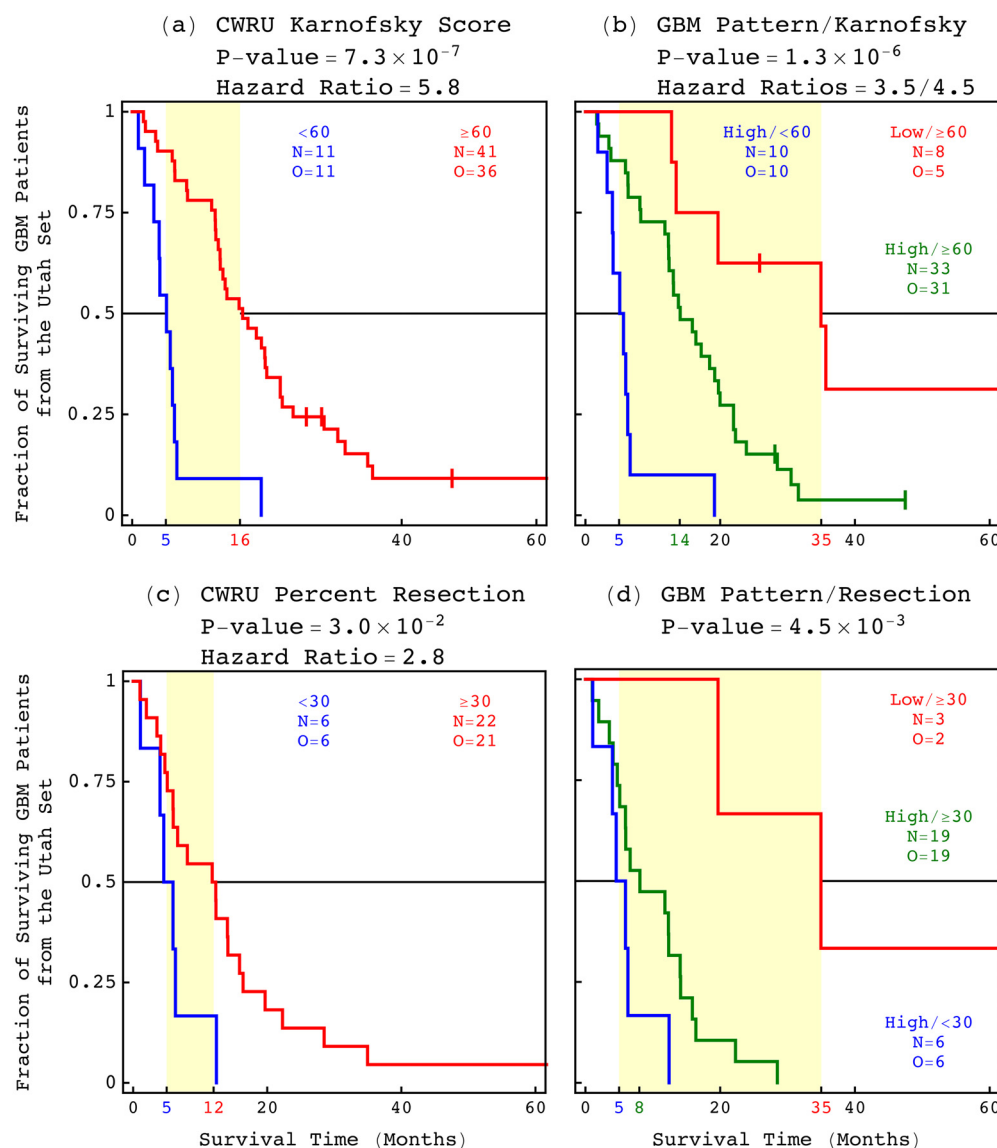 (a) CWRU Karnofsky Score
P-value = 7.3 × 10⁻⁷
Hazard Ratio = 5.8
Fraction of Surviving GBM Patients
from the Utah Set
1
0.75
0.5
0.25
0
<60
N=11
O=11
≥60
N=41
O=36
0 5 16 40 60
(b) GBM Pattern/Karnofsky
P-value = 1.3 × 10⁻⁶
Hazard Ratios = 3.5/4.5
High/<60
N=10
O=10
Low/≥60
N=8
O=5
High/≥60
N=33
O=31
0 5 14 20 35 40 60
(c) CWRU Percent Resection
P-value = 3.0 × 10⁻²
Hazard Ratio = 2.8
Fraction of Surviving GBM Patients
from the Utah Set
1
0.75
0.5
0.25
0
<30
N=6
O=6
≥30
N=22
O=21
0 5 12 20 40 60
Survival Time (Months)
(d) GBM Pattern/Resection
P-value = 4.5 × 10⁻³
Low/≥30
N=3
O=2
High/≥30
N=19
O=19
High/<30
N=6
O=6
0 5 8 20 35 40 60
Survival Time (Months)